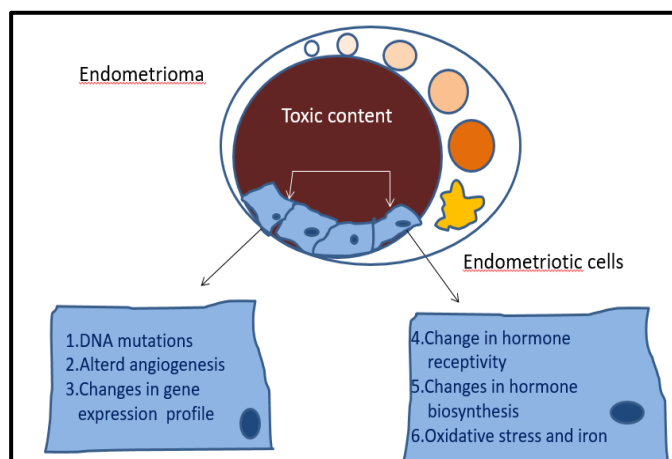 Endometrioma
Toxic content
Endometriotic cells
1.DNA mutations
2.Alterd angiogenesis
3.Changes in gene
expression profile
4.Change in hormone
receptivity
5.Changes in hormone
biosynthesis
6.Oxidative stress and iron